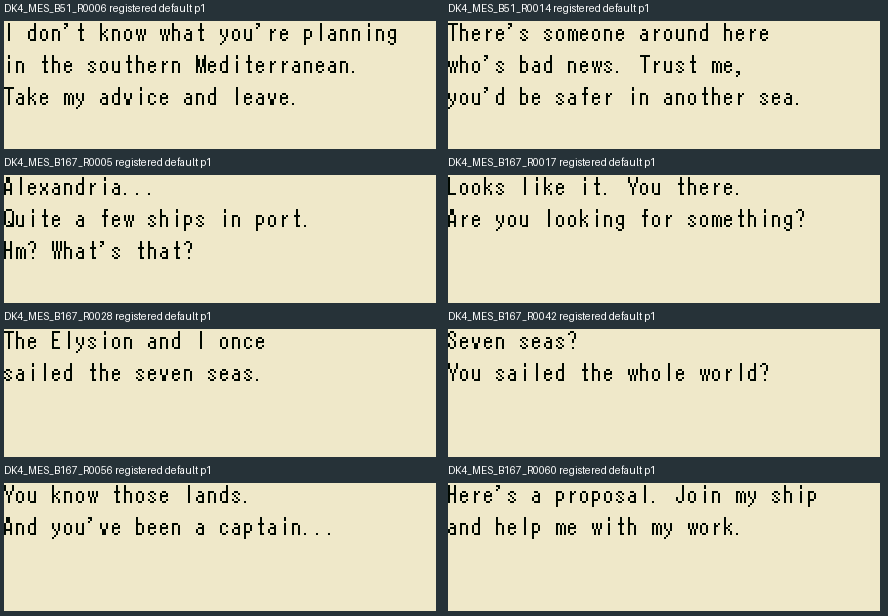 DK4_MES_B51_R0006 registered default p1
I don't know what you're planning
in the southern Mediterranean.
Take my advice and leave.
DK4_MES_B51_R0014 registered default p1
There's someone around here
who's bad news. Trust me,
you'd be safer in another sea.
DK4_MES_B167_R0005 registered default p1
Alexandria...
Quite a few ships in port.
Hm? What's that?
DK4_MES_B167_R0017 registered default p1
Looks like it. You there.
Are you looking for something?
DK4_MES_B167_R0028 registered default p1
The Elysion and I once
sailed the seven seas.
DK4_MES_B167_R0042 registered default p1
Seven seas?
You sailed the whole world?
DK4_MES_B167_R0056 registered default p1
You know those lands.
And you've been a captain...
DK4_MES_B167_R0060 registered default p1
Here's a proposal. Join my ship
and help me with my work.